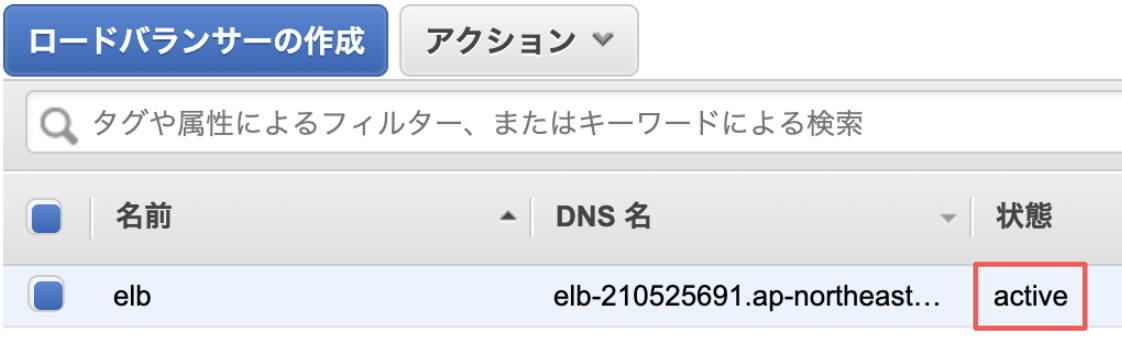 ロードバランサーの作成 アクション
タグや属性によるフィルター、またはキーワードによる検索
名前 DNS 名 状態
elb elb-210525691.ap-northeast… active